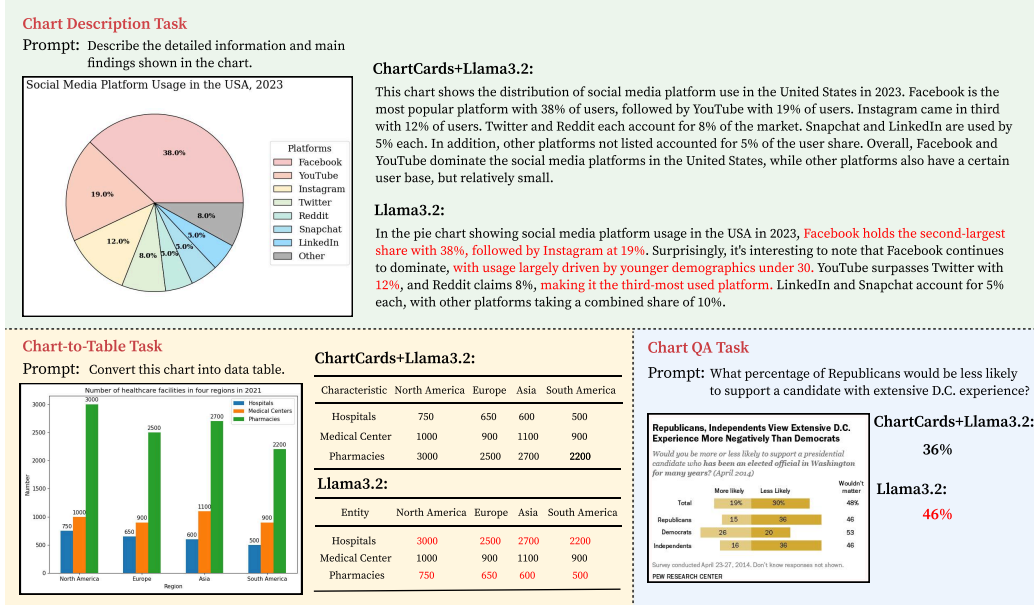 Chart Description Task
Prompt: Describe the detailed information and main
findings shown in the chart.
Social Media Platform Usage in the USA, 2023
38.0%
19.0%
12.0%
8.0%
5.0%
5.0%
5.0%
8.0%
Platforms
Facebook
YouTube
Instagram
Twitter
Reddit
Snapchat
LinkedIn
Other
ChartCards+Llama3.2:
This chart shows the distribution of social media platform use in the United States in 2023. Facebook is the
most popular platform with 38% of users, followed by YouTube with 19% of users. Instagram came in third
with 12% of users. Twitter and Reddit each account for 8% of the market. Snapchat and LinkedIn are used by
5% each. In addition, other platforms not listed accounted for 5% of the user share. Overall, Facebook and
YouTube dominate the social media platforms in the United States, while other platforms also have a certain
user base, but relatively small.
Llama3.2:
In the pie chart showing social media platform usage in the USA in 2023, Facebook holds the second-largest
share with 38%, followed by Instagram at 19%. Surprisingly, it's interesting to note that Facebook continues
to dominate, with usage largely driven by younger demographics under 30. YouTube surpasses Twitter with
12%, and Reddit claims 8%, making it the third-most used platform. LinkedIn and Snapchat account for 5%
each, with other platforms taking a combined share of 10%.
Chart-to-Table Task
Prompt: Convert this chart into data table.
Number of healthcare facilities in four regions in 2021
Hospitals
Medical Centers
Pharmacies
Number
3000
2500
2000
1500
1000
500
0
750
1000
3000
650
900
2500
600
1100
2700
500
900
2200
North America Europe Asia South America
Region
ChartCards+Llama3.2:
Characteristic North America Europe Asia South America
Hospitals 750 650 600 500
Medical Center 1000 900 1100 900
Pharmacies 3000 2500 2700 2200
Llama3.2:
Entity North America Europe Asia South America
Hospitals 3000 2500 2700 2200
Medical Center 1000 900 1100 900
Pharmacies 750 650 600 500
Chart QA Task
Prompt: What percentage of Republicans would be less likely
to support a candidate with extensive D.C. experience?
Republicans, Independents View Extensive D.C.
Experience More Negatively Than Democrats
Would you be more or less likely to support a presidential
candidate who has been an elected official in Washington
for many years? (April 2014)
More likely Less Likely Wouldn't
matter
Total 19% 30% 48%
Republicans 15 36 46
Democrats 26 20 53
Independents 16 36 46
Survey conducted April 23-27, 2014. Don't know responses not shown.
PEW RESEARCH CENTER
ChartCards+Llama3.2:
36%
Llama3.2:
46%